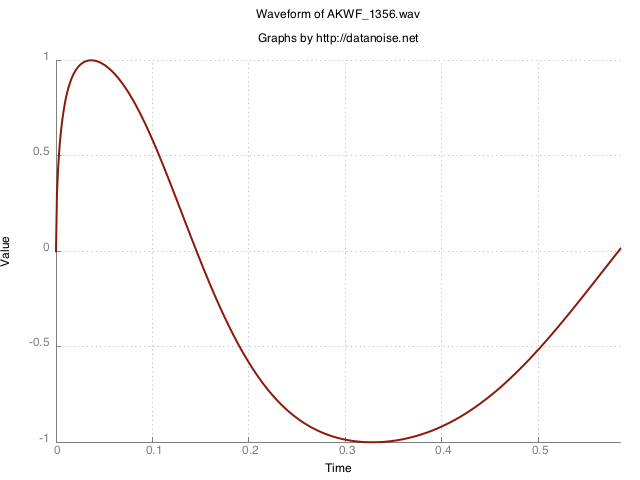 Waveform of AKWF_1356.wav
Graphs by http://datanoise.net
1
0.5
0
-0.5
-1
Value
0 0.1 0.2 0.3 0.4 0.5
Time